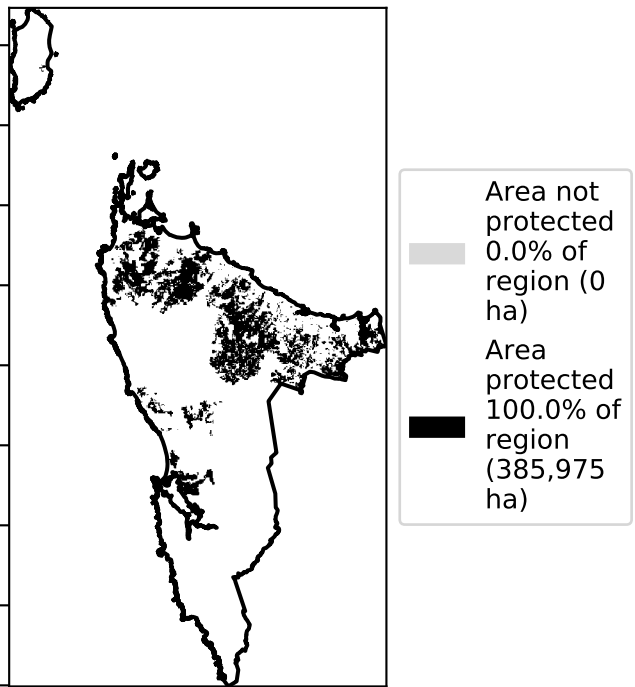 Area not
protected
0.0% of
region (0
ha)
Area
protected
100.0% of
region
(385,975
ha)